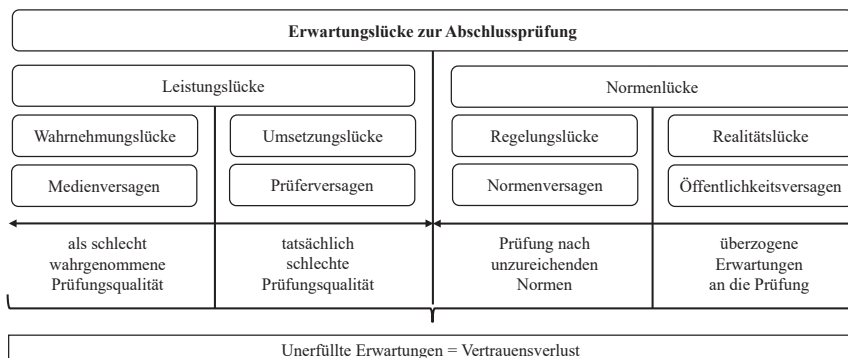 Erwartungslücke zur Abschlussprüfung
Leistungslücke
Normenlücke
Wahrnehmungslücke
Umsetzungslücke
Regelungslücke
Realitätslücke
Medienversagen
Prüferversagen
Normenversagen
Öffentlichkeitsversagen
als schlecht
wahrgenommene
Prüfungsqualität
tatsächlich
schlechte
Prüfungsqualität
Prüfung nach
unzureichenden
Normen
überzogene
Erwartungen
an die Prüfung
Unerfüllte Erwartungen = Vertrauensverlust